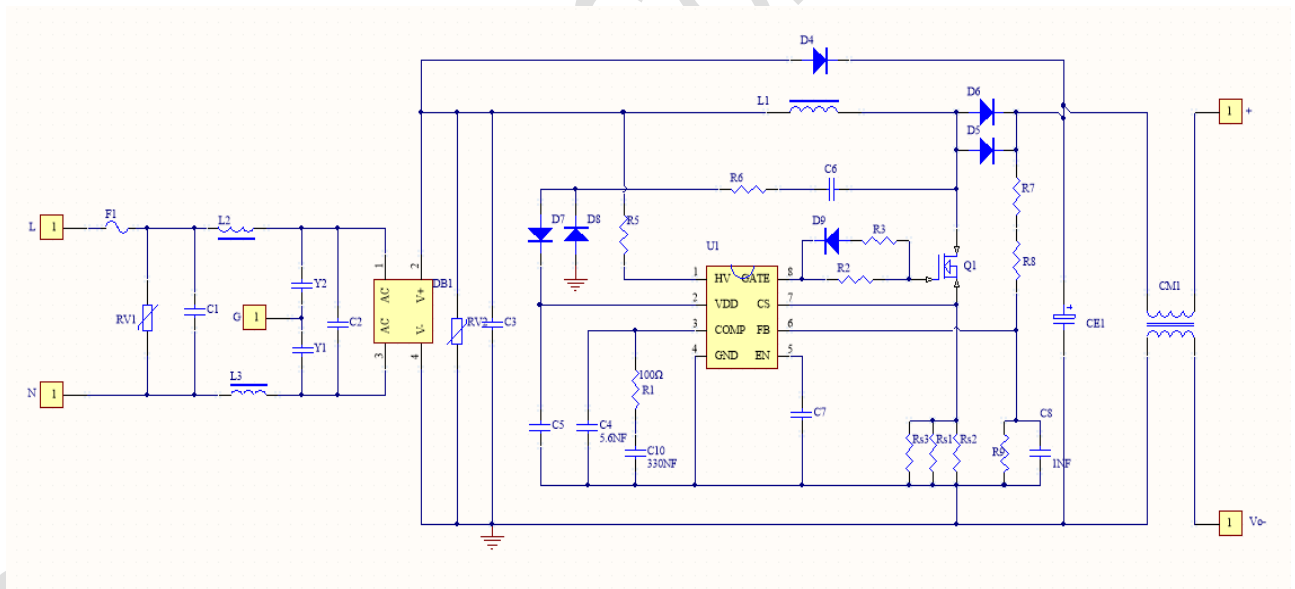 D4
L1
D6
D5
1 +
R6
C6
R7
D7
D8
R5
D9
R3
F1
L 1
L2
U1
R2
Q1
R8
1 HV GATE 8
2 VDD CS 7
3 COMP FB 6
4 GND EN 5
1
2
DB1
AC V+
AC V-
3
4
Y2
G 1
Y1
RV1
C1
C2
RV2
C3
CM1
+
CE1
L3
N 1
100Ω
R1
C7
C5
C4
5.6NF
C10
330NF
Rs3
Rs1
Rs2
R9
C8
1NF
1 Vo-